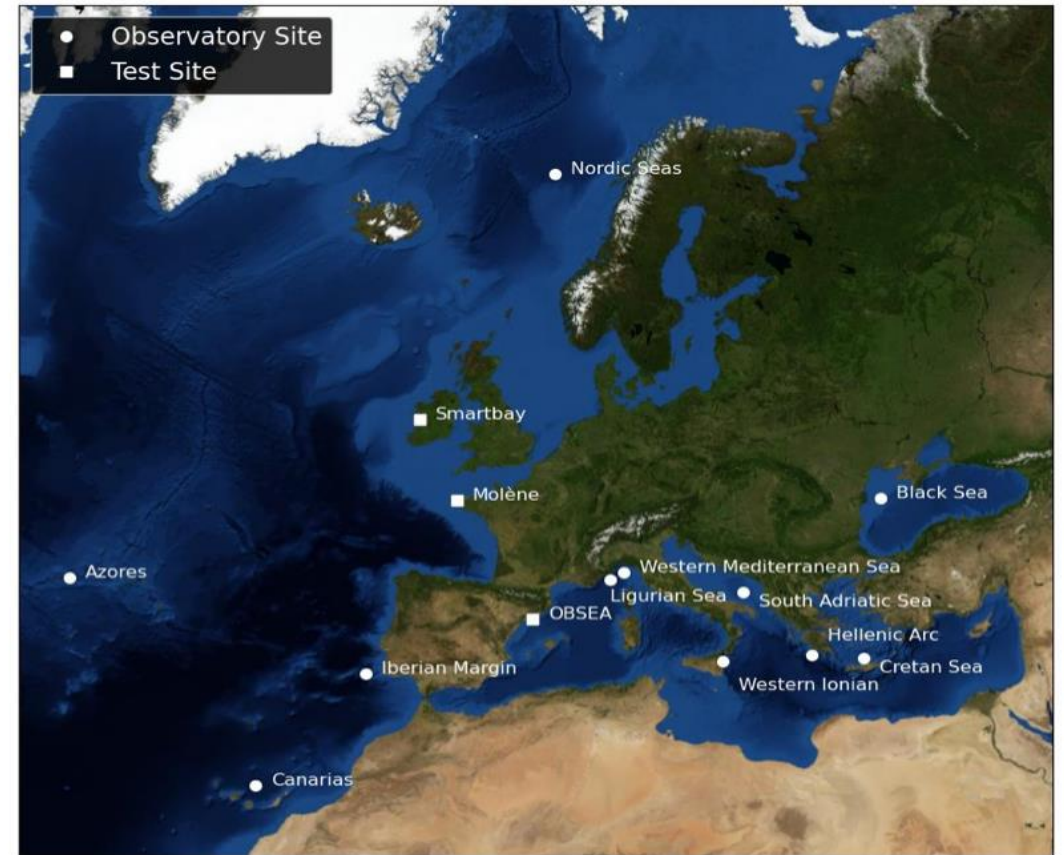 Observatory Site
Test Site
Nordic Seas
Smartbay
Molène
Black Sea
Azores
Western Mediterranean Sea
Ligurian Sea
South Adriatic Sea
OBSEA
Hellenic Arc
Iberian Margin
Cretan Sea
Western Ionian
Canarias